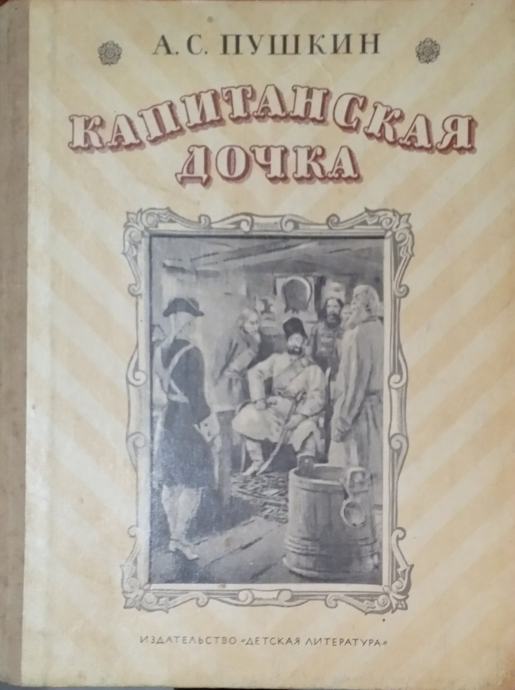 А. С. ПУШКИН
КАПИТАНСКАЯ
ДОЧКА
ИЗДАТЕЛЬСТВО «ДЕТСКАЯ ЛИТЕРАТУРА»